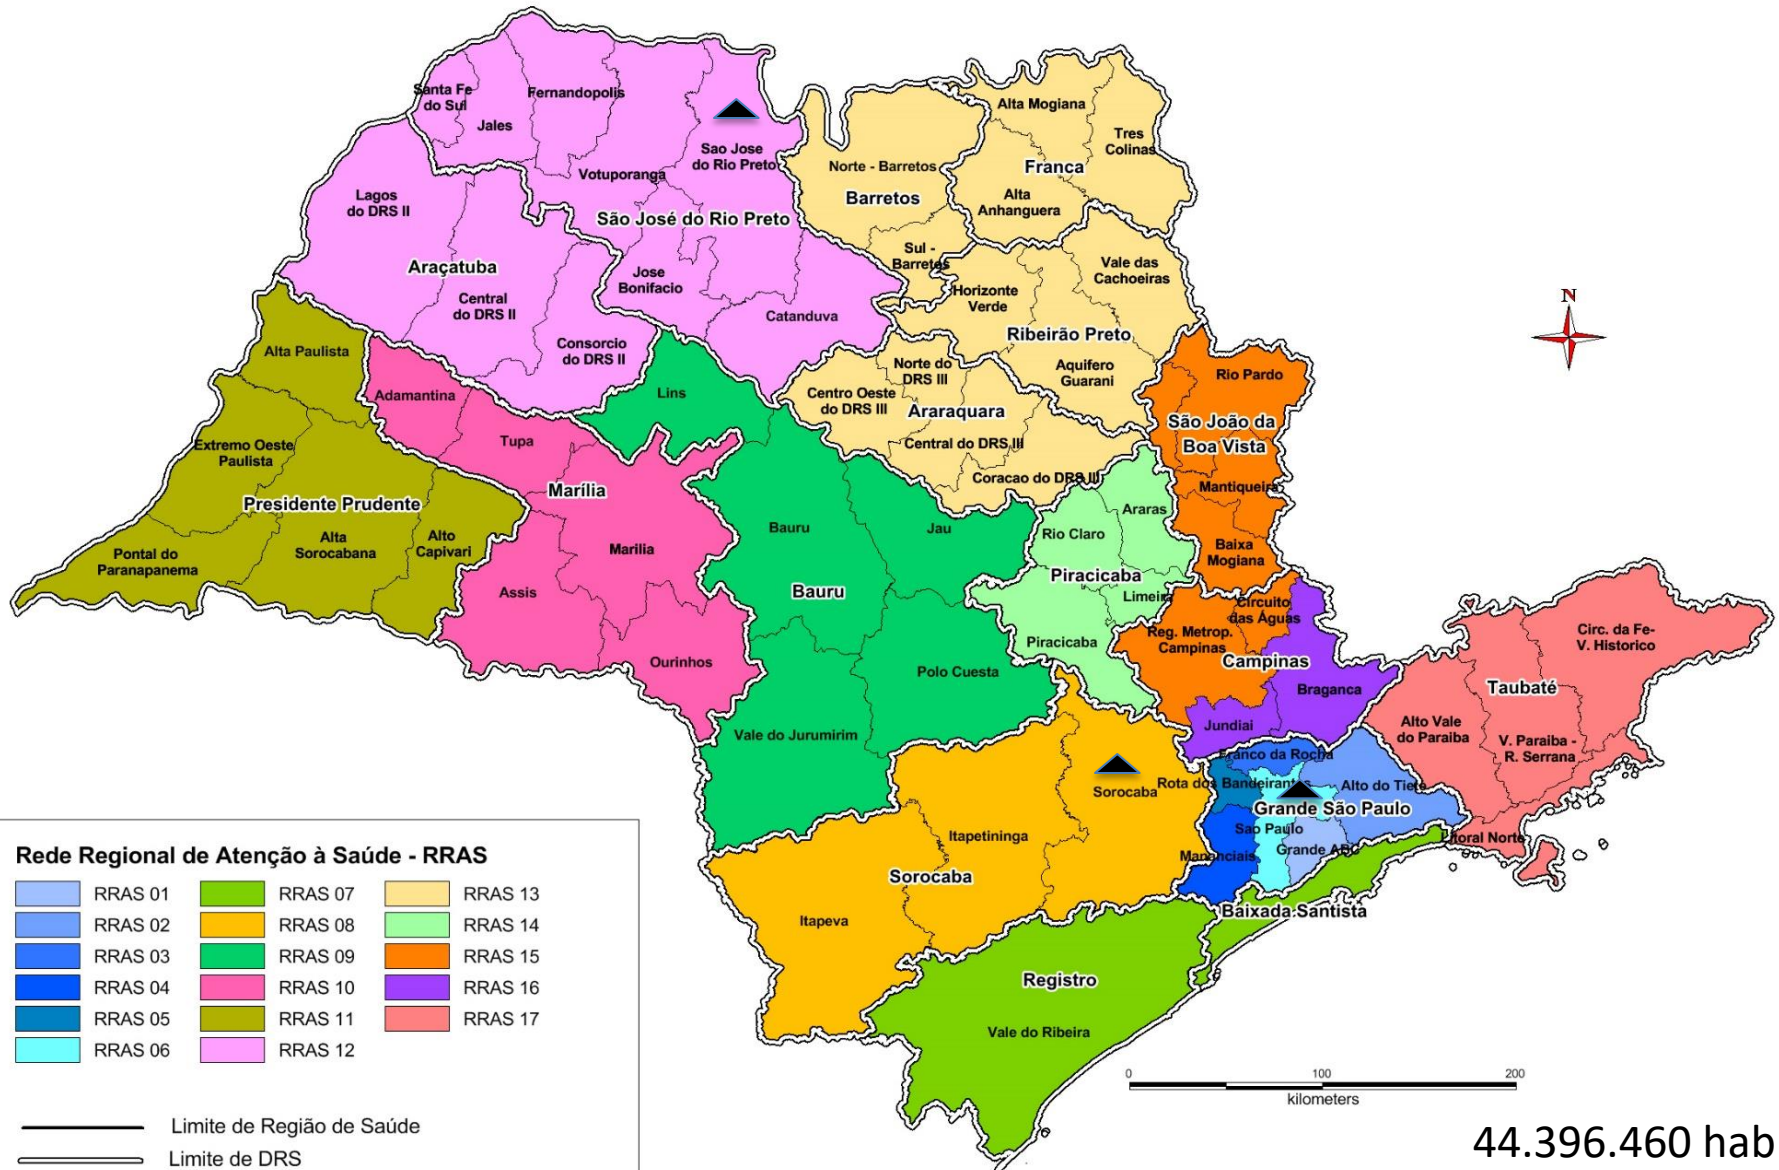 Santa Fe
do Sul
Jales
Fernandopolis
Votuporanga
Sao Jose
do Rio Preto
São José do Rio Preto
Jose
Bonifacio
Catanduva
Lagos
do DRS II
Araçatuba
Central
do DRS II
Consorcio
do DRS II
Norte - Barretos
Barretos
Sul -
Barretos
Alta Mogiana
Tres
Colinas
Franca
Alta
Anhanguera
Vale das
Cachoeiras
Horizonte
Verde
Ribeirão Preto
Aquifero
Guarani
Norte do
DRS III
Centro Oeste
do DRS III
Araraquara
Central do DRS III
Coracao do DRS III
Rio Pardo
São João da
Boa Vista
Mantiqueira
Baixa
Mogiana
N
Alta Paulista
Extremo Oeste
Paulista
Presidente Prudente
Alta
Sorocabana
Alto
Capivari
Pontal do
Paranapanema
Adamantina
Tupa
Marília
Marilia
Assis
Ourinhos
Lins
Bauru
Jau
Bauru
Polo Cuesta
Vale do Jurumirim
Araras
Rio Claro
Piracicaba
Limeira
Piracicaba
Circuito
das Águas
Reg. Metrop.
Campinas
Campinas
Braganca
Jundiai
Circ. da Fe-
V. Historico
Taubaté
Alto Vale
do Paraiba
V. Paraiba -
R. Serrana
Litoral Norte
Franco da Rocha
Rota dos Bandeirantes
Alto do Tiete
Grande São Paulo
Sao Paulo
Grande ABC
Mananciais
Baixada Santista
Sorocaba
Itapetininga
Sorocaba
Itapeva
Registro
Vale do Ribeira
Rede Regional de Atenção à Saúde - RRAS
RRAS 01
RRAS 02
RRAS 03
RRAS 04
RRAS 05
RRAS 06
RRAS 07
RRAS 08
RRAS 09
RRAS 10
RRAS 11
RRAS 12
RRAS 13
RRAS 14
RRAS 15
RRAS 16
RRAS 17
Limite de Região de Saúde
Limite de DRS
0 100 200
kilometers
44.396.460 hab